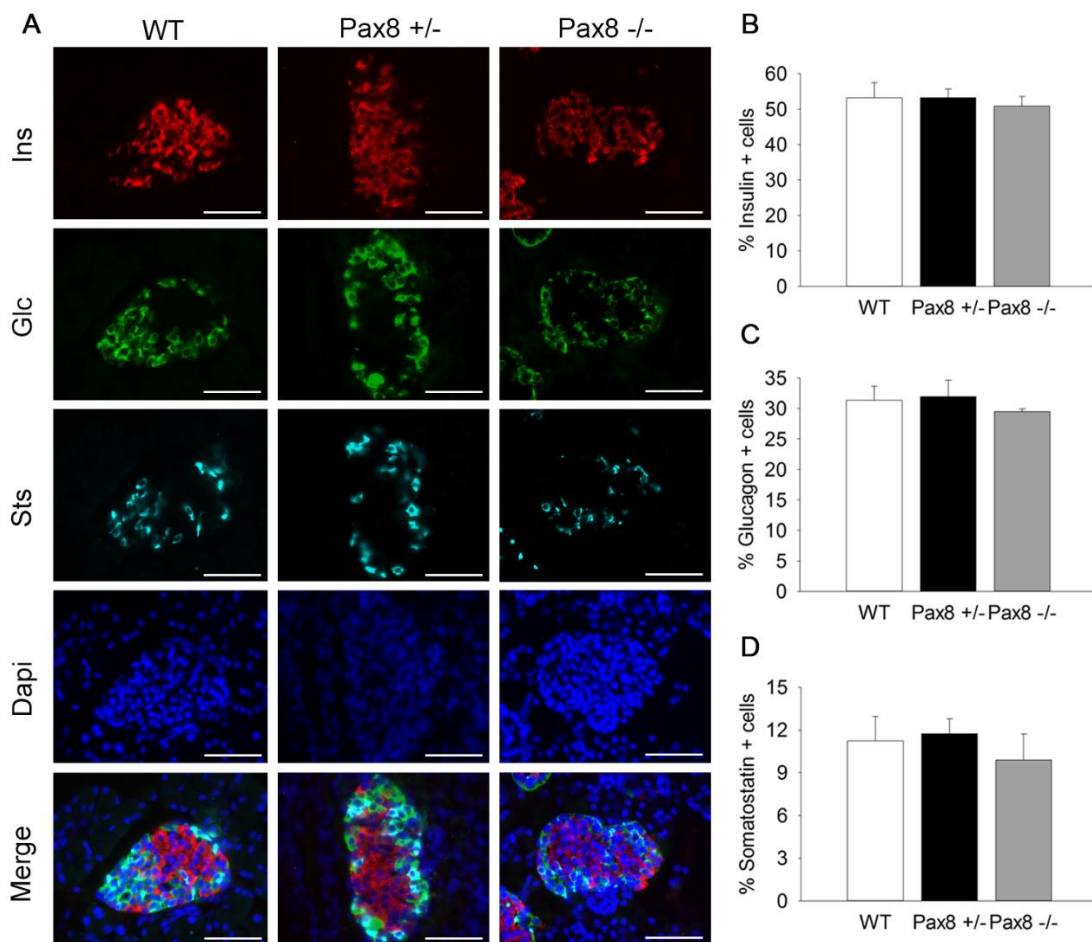 A
WT
Pax8 +/-
Pax8 -/-
Ins
Glc
Sts
Dapi
Merge
B
% Insulin + cells
60
50
40
30
20
10
0
WT
Pax8 +/-
Pax8 -/-
C
% Glucagon + cells
35
30
25
20
15
10
5
0
WT
Pax8 +/-
Pax8 -/-
D
% Somatostatin + cells
15
12
9
6
3
0
WT
Pax8 +/-
Pax8 -/-